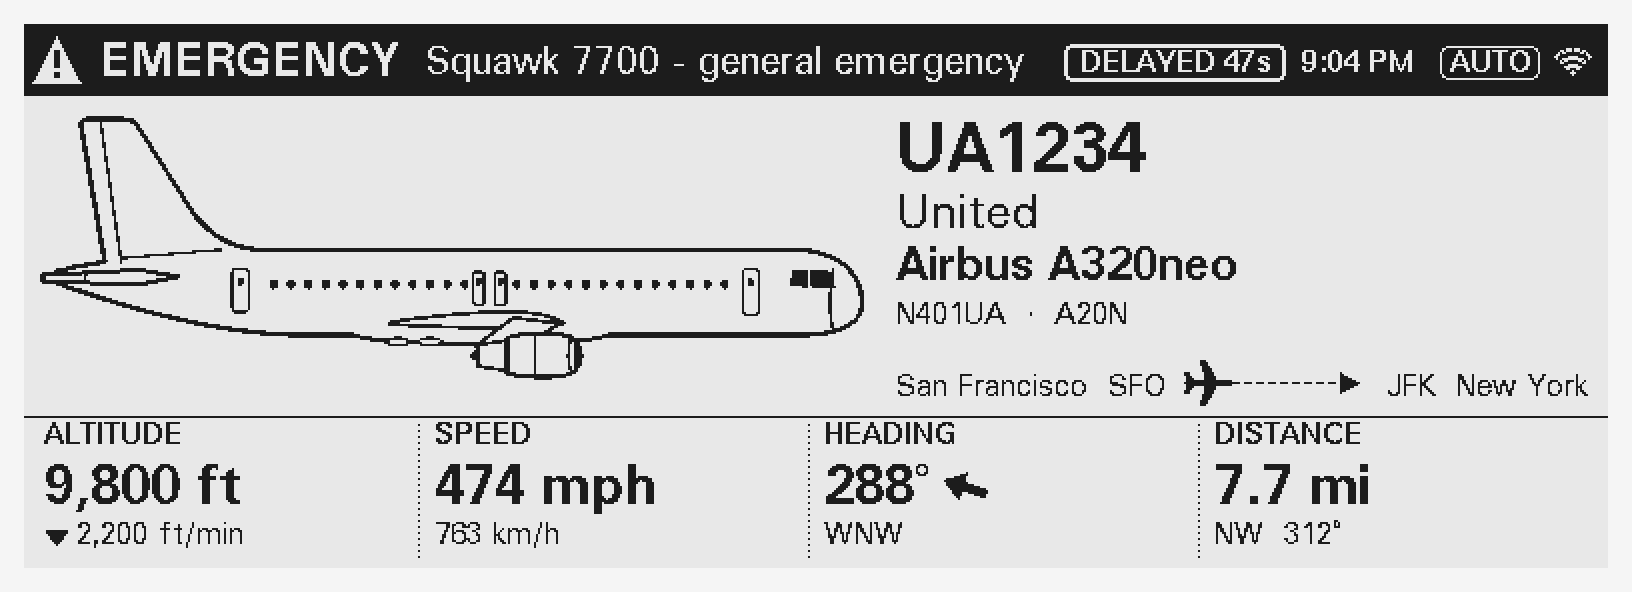 EMERGENCY Squawk 7700 - general emergency DELAYED 47s 9:04 PM AUTO
UA1234
United
Airbus A320neo
N401UA · A20N
San Francisco SFO JFK New York
ALTITUDE SPEED HEADING DISTANCE
9,800 ft 474 mph 288° 7.7 mi
2,200 ft/min 763 km/h WNW NW 312°